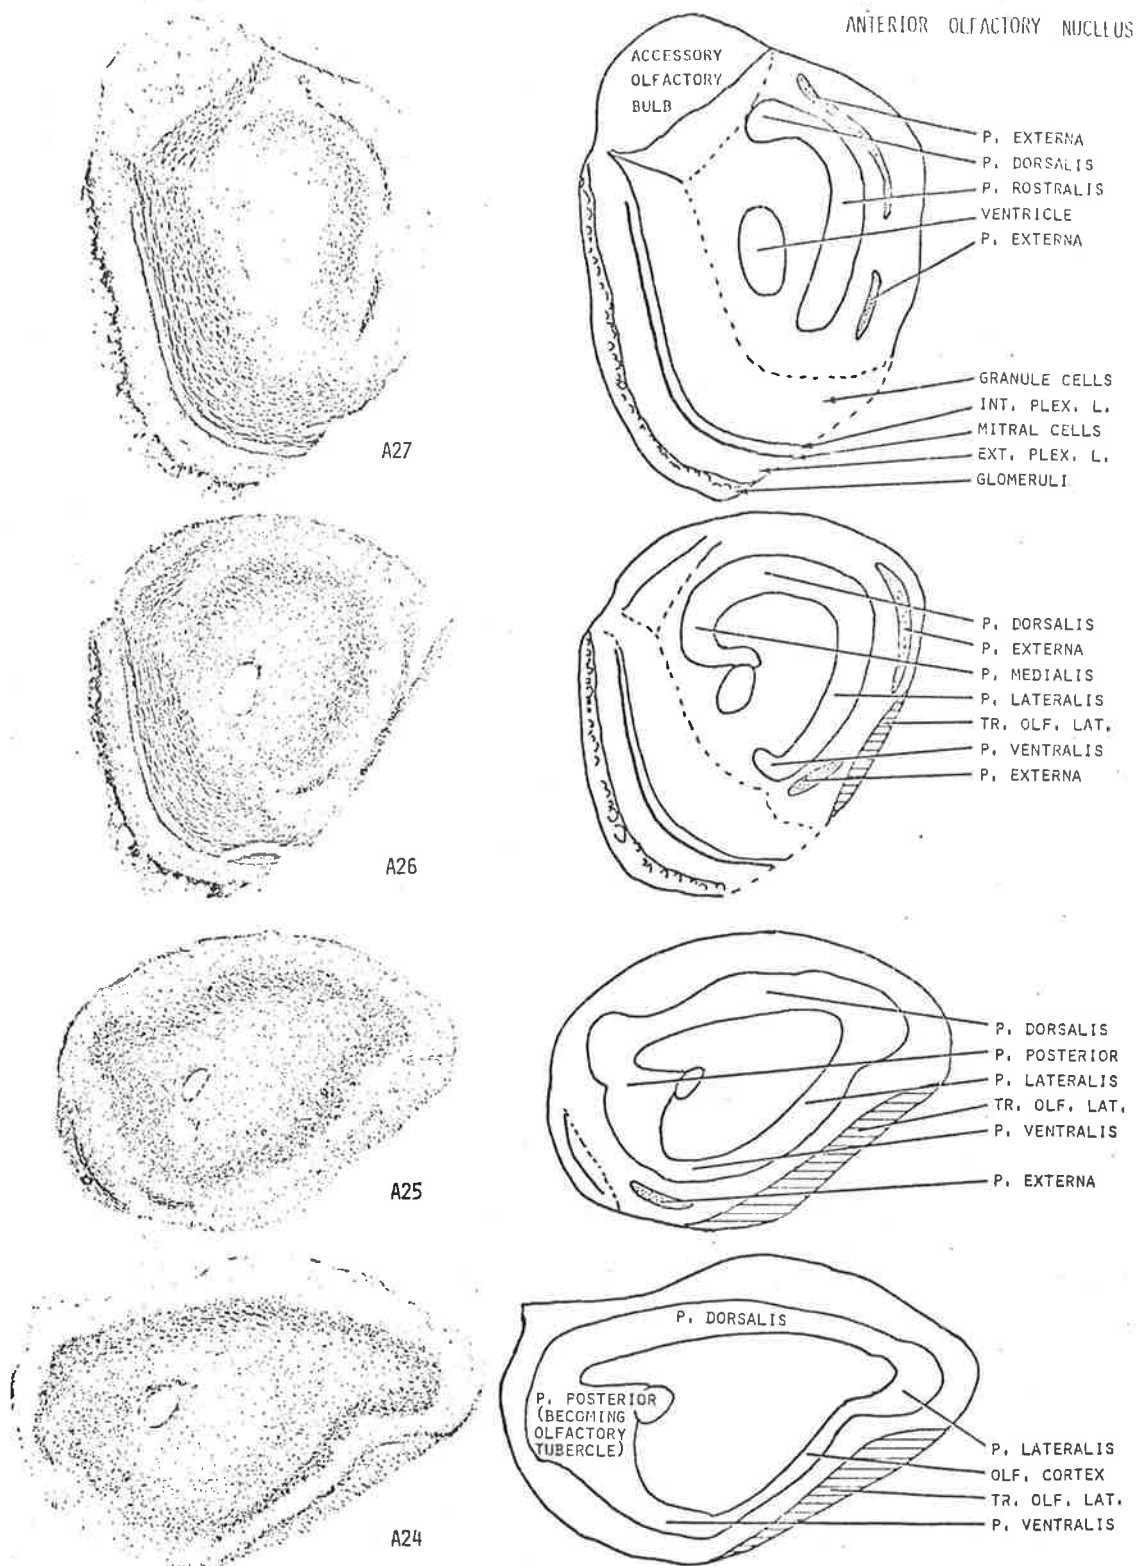 ANTERIOR OLFACTORY NUCLEUS
ACCESSORY
OLFACTORY
BULB
P. EXTERNA
P. DORSALIS
P. ROSTRALIS
VENTRICLE
P. EXTERNA
GRANULE CELLS
INT. PLEX. L.
MITRAL CELLS
EXT. PLEX. L.
GLOMERULI
A27
P. DORSALIS
P. EXTERNA
P. MEDIALIS
P. LATERALIS
TR. OLF. LAT.
P. VENTRALIS
P. EXTERNA
A26
P. DORSALIS
P. POSTERIOR
P. LATERALIS
TR. OLF. LAT.
P. VENTRALIS
P. EXTERNA
A25
P. DORSALIS
P. POSTERIOR
(BECOMING
OLFACTORY
TUBERCLE)
P. LATERALIS
OLF. CORTEX
TR. OLF. LAT.
P. VENTRALIS
A24